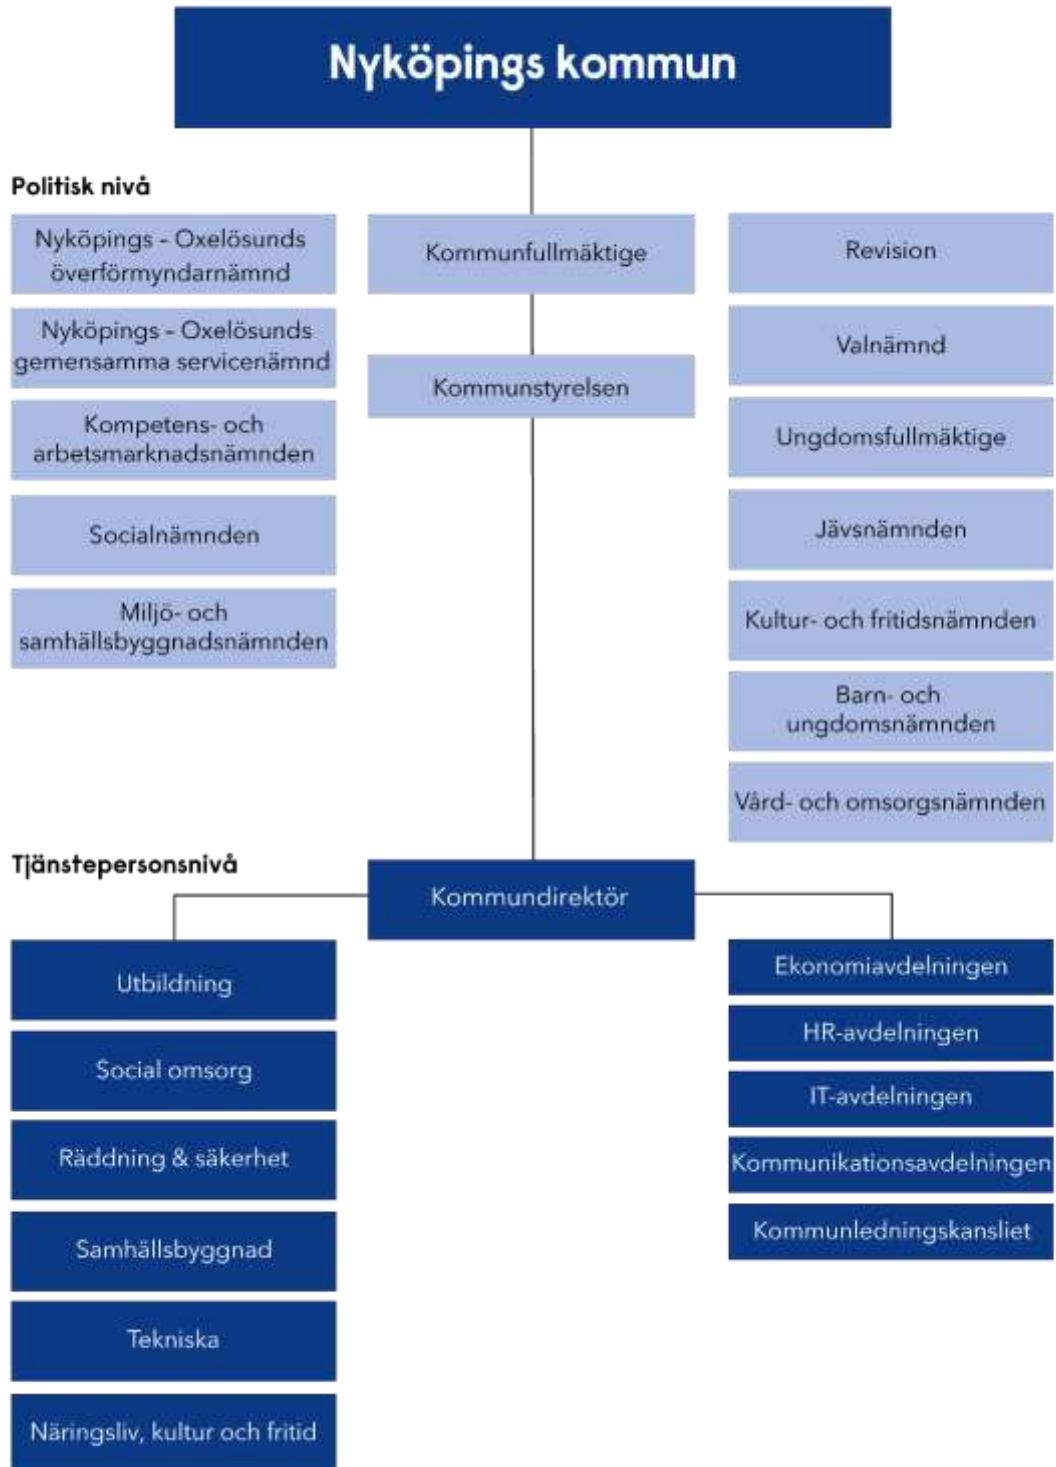 Nyköpings kommun
Politisk nivå
Nyköpings - Oxelösunds
överförmyndarnämnd
Nyköpings - Oxelösunds
gemensamma servicenämnd
Kompetens- och
arbetsmarknadsnämnden
Socialnämnden
Miljö- och
samhällsbyggnadsnämnden
Kommunfullmäktige
Kommunstyrelsen
Revision
Valnämnd
Ungdomsfullmäktige
Jävsnämnden
Kultur- och fritidsnämnden
Barn- och
ungdomsnämnden
Vård- och omsorgsnämnden
Tjänstepersonsnivå
Kommundirektör
Utbildning
Social omsorg
Räddning & säkerhet
Samhällsbyggnad
Tekniska
Näringsliv, kultur och fritid
Ekonomiavdelningen
HR-avdelningen
IT-avdelningen
Kommunikationsavdelningen
Kommunledningskansliet